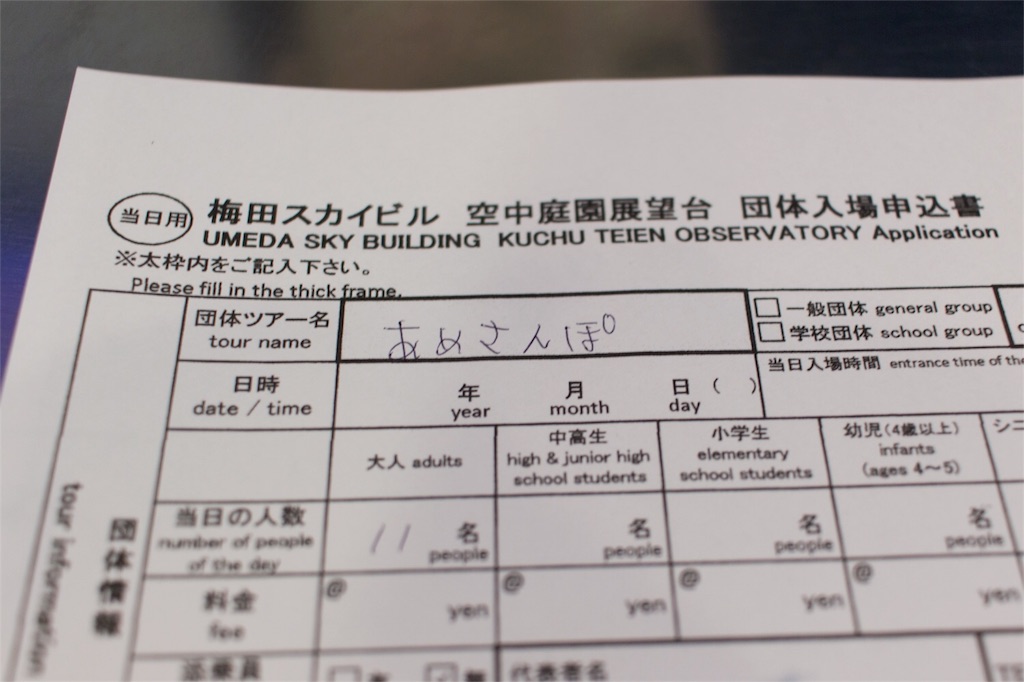 当日用 梅田スカイビル 空中庭園展望台 団体入場申込書
UMEDA SKY BUILDING KUCHU TEIEN OBSERVATORY Application
※太枠内をご記入下さい。
Please fill in the thick frame.
団体ツアー名
tour name
あめさんぽ
□一般団体 general group
□学校団体 school group
日時
date / time
年 月 日 ( )
year month day
当日入場時間 entrance time of the
大人 adults
中高生
high & junior high
school students
小学生
elementary
school students
幼児(4歳以上)
infants
(ages 4～5)
シニ
当日の人数
number of people
of the day
11 名
people
名
people
名
people
名
people
料金
fee
@ yen
@ yen
@ yen
@ yen
団体情報
tour information
添乗員
代表者名